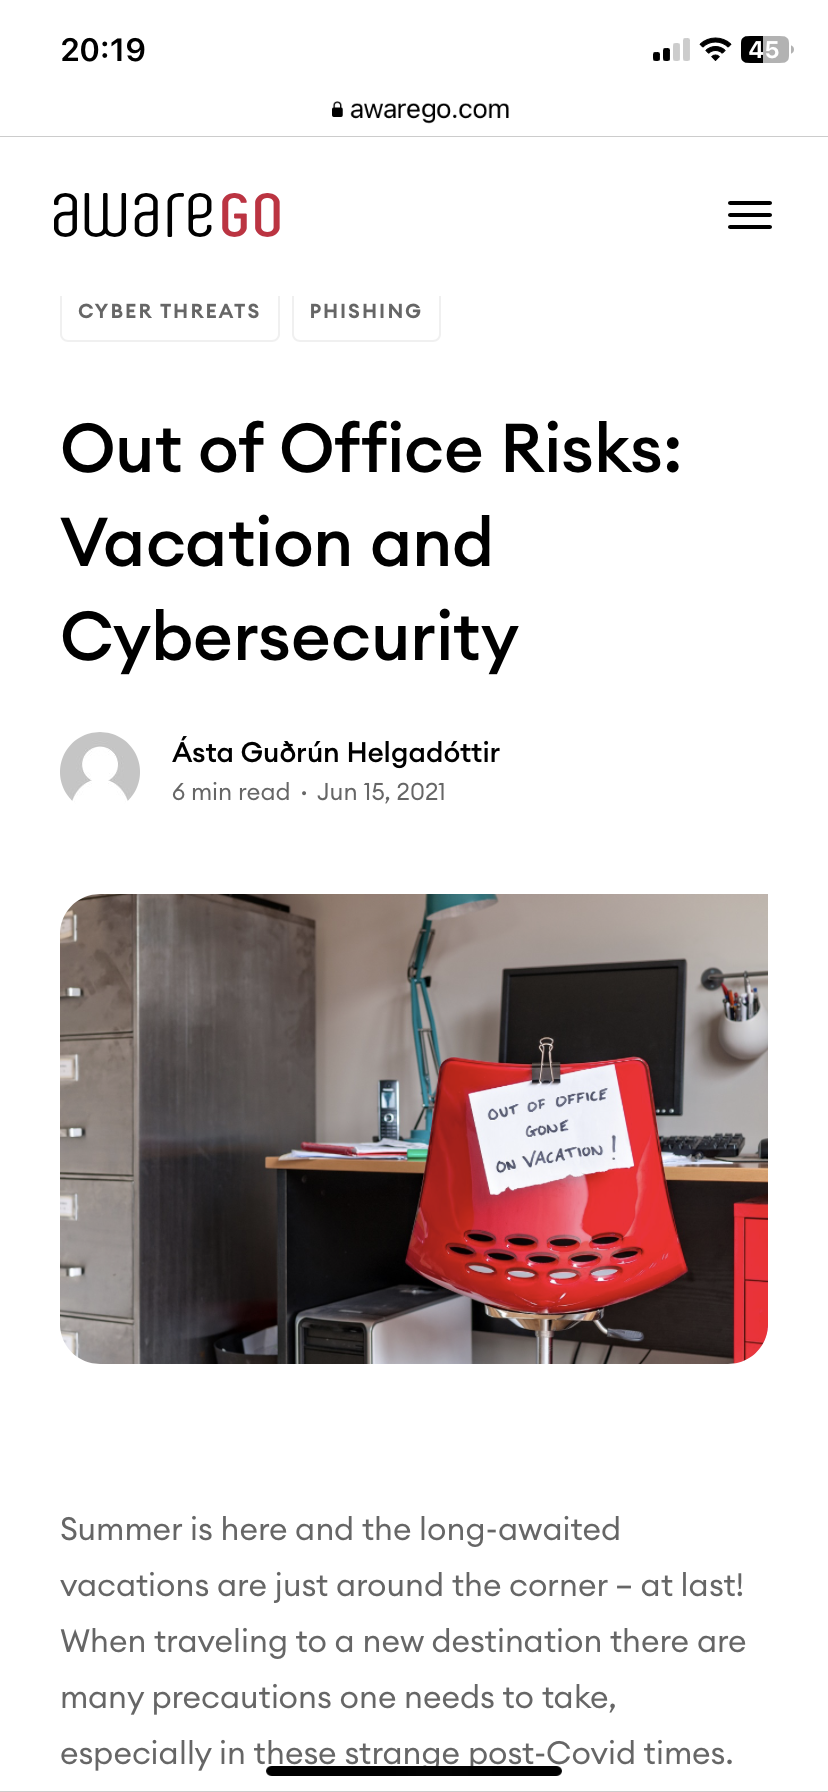 20:19
45
awarego.com
awareGO
CYBER THREATS
PHISHING
Out of Office Risks:
Vacation and
Cybersecurity
Ásta Guðrún Helgadóttir
6 min read · Jun 15, 2021
OUT OF OFFICE
GONE
ON VACATION!
Summer is here and the long-awaited
vacations are just around the corner – at last!
When traveling to a new destination there are
many precautions one needs to take,
especially in these strange post-Covid times.